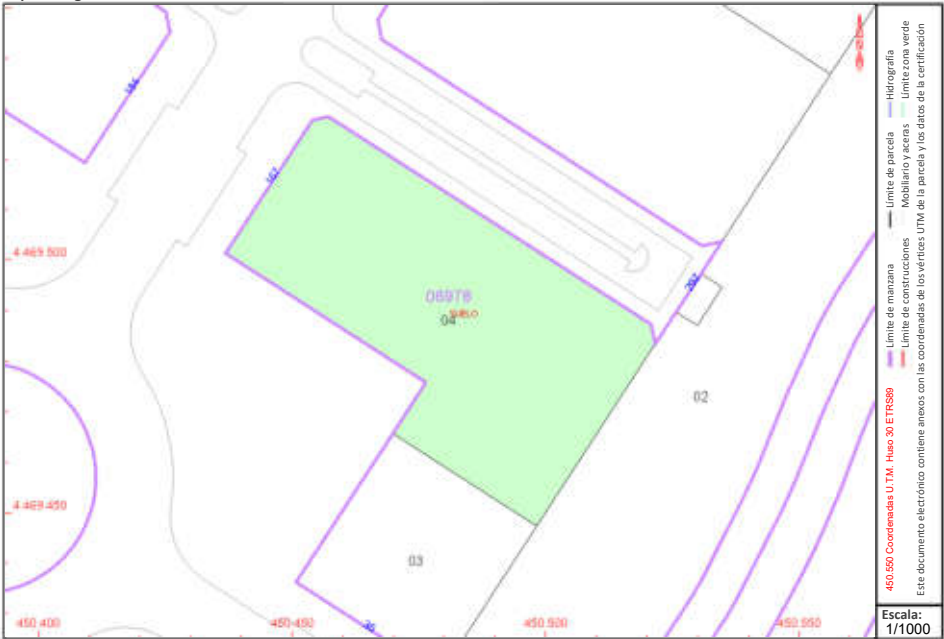 4.469.500
06978
SUELO
04
02
4.469.450
03
35
450.400
450.450
450.500
450.550
202
450.550 Coordenadas U.T.M. Huso 30 ETRS89
Límite de manzana
Límite de parcela
Hidrografía
Límite de construcciones
Mobiliario y aceras
Límite zona verde
Este documento electrónico contiene anexos con las coordenadas de los vértices UTM de la parcela y los datos de la certificación
Escala:
1/1000